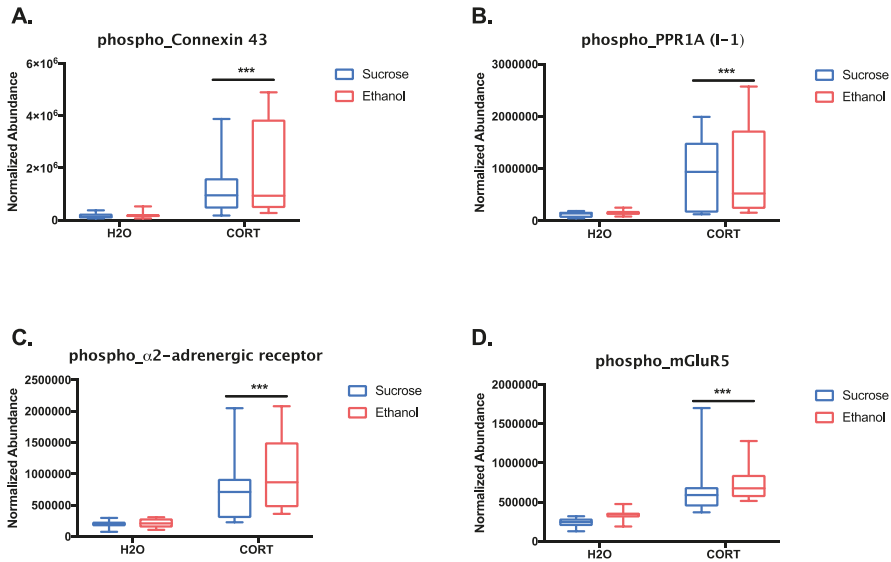 A.
phospho_Connexin 43
Normalized Abundance
6×10⁶
4×10⁶
2×10⁶
0
H2O
CORT
***
Sucrose
Ethanol
B.
phospho_PPR1A (I-1)
Normalized Abundance
3000000
2000000
1000000
0
H2O
CORT
***
Sucrose
Ethanol
C.
phospho_α2-adrenergic receptor
Normalized Abundance
2500000
2000000
1500000
1000000
500000
0
H2O
CORT
***
Sucrose
Ethanol
D.
phospho_mGluR5
Normalized Abundance
2000000
1500000
1000000
500000
0
H2O
CORT
***
Sucrose
Ethanol